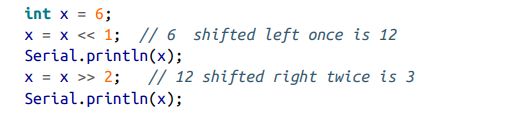 int x = 6;
x = x << 1;  // 6  shifted left once is 12
Serial.println(x);
x = x >> 2;   // 12 shifted right twice is 3
Serial.println(x);